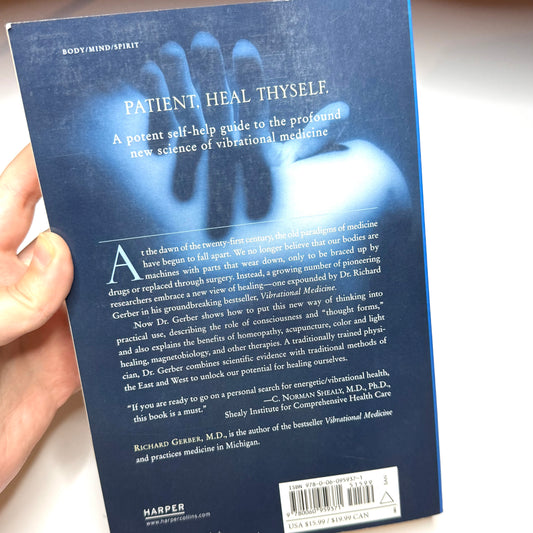 BODY/MIND/SPIRIT
PATIENT, HEAL THYSELF.
A potent self-help guide to the profound
new science of vibrational medicine
At the dawn of the twenty-first century, the old paradigms of medicine
have begun to fall apart. We no longer believe that our bodies are
machines with parts that wear down, only to be braced up by
drugs or replaced through surgery. Instead, a growing number of pioneering
researchers embrace a new view of healing—one expounded by Dr. Richard
Gerber in his groundbreaking bestseller, Vibrational Medicine.
Now Dr. Gerber shows how to put this new way of thinking into
practical use, describing the role of consciousness and “thought forms,”
and also explains the benefits of homeopathy, acupuncture, color and light
healing, magnetobiology, and other therapies. A traditionally trained physi-
cian, Dr. Gerber combines scientific evidence with traditional methods of
the East and West to unlock our potential for healing ourselves.
“If you are ready to go on a personal search for energetic/vibrational health,
this book is a must.”
—C. NORMAN SHEALY, M.D., PH.D.,
Shealy Institute for Comprehensive Health Care
RICHARD GERBER, M.D., is the author of the bestseller Vibrational Medicine
and practices medicine in Michigan.
ISBN 978-0-06-095937-1
51599
9 780060 959371
USA $15.99 / $19.99 CAN
HARPER
www.harpercollins.com